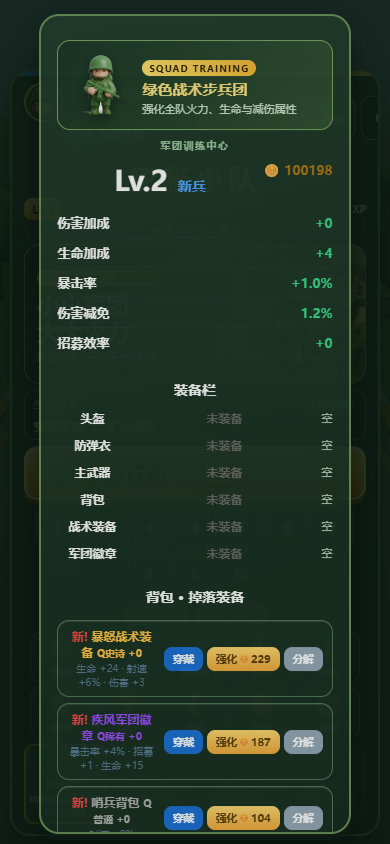 SQUAD TRAINING
绿色战术步兵团
强化全队火力、生命与减伤属性
军团训练中心
Lv.2 新兵 100198
伤害加成 +0
生命加成 +4
暴击率 +1.0%
伤害减免 1.2%
招募效率 +0
装备栏
头盔 未装备 空
防弹衣 未装备 空
主武器 未装备 空
背包 未装备 空
战术装备 未装备 空
军团徽章 未装备 空
背包 • 掉落装备
新! 暴怒战术装
备 Q史诗 +0
生命 +24 · 射速
+6% · 伤害 +3
穿戴 强化 229 分解
新! 疾风军团徽
章 Q稀有 +0
暴击率 +4% · 招募
+1 · 生命 +15
穿戴 强化 187 分解
新! 哨兵背包 Q
普通 +0
穿戴 强化 104 分解